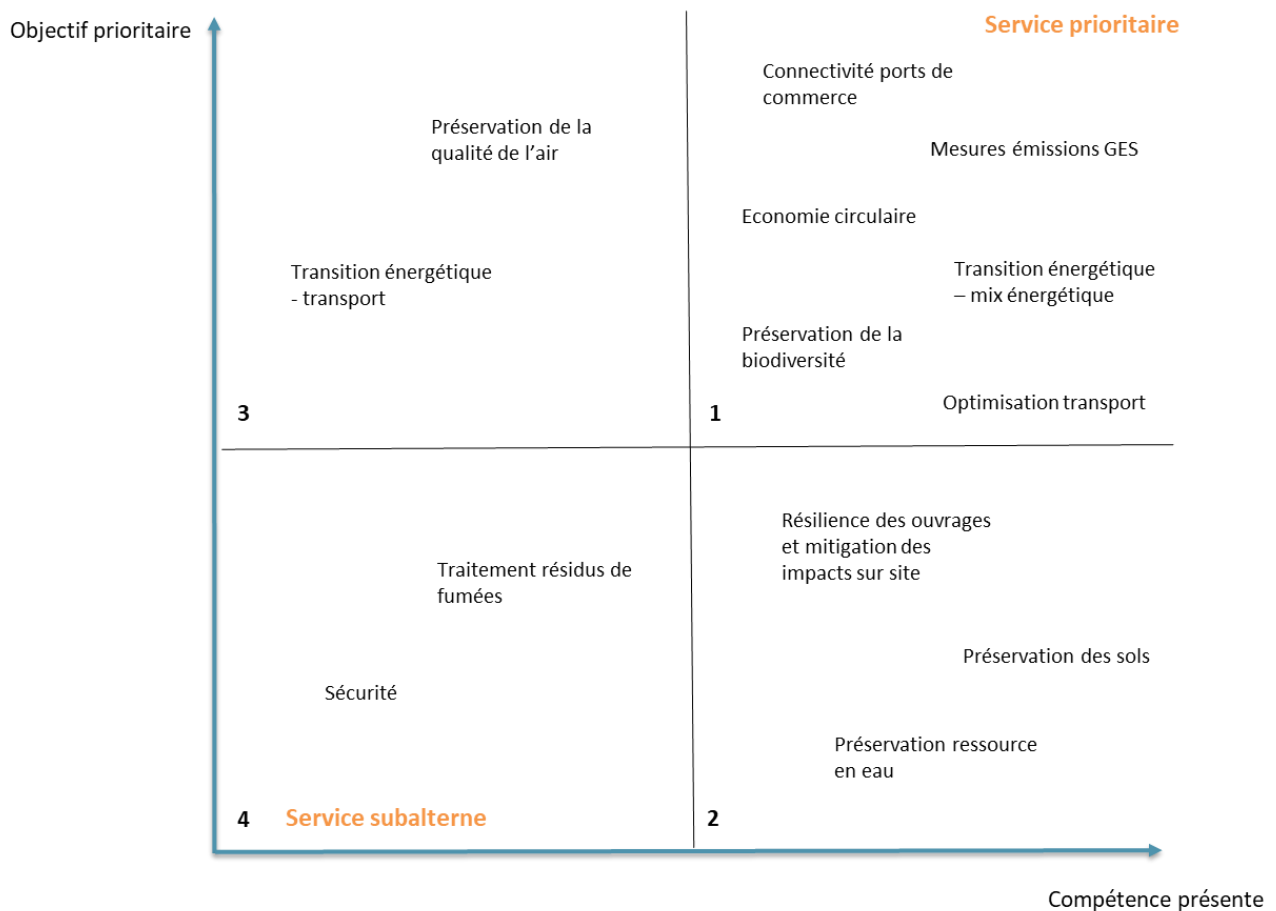 Objectif prioritaire
Service prioritaire
Connectivité ports de
commerce
Préservation de la
qualité de l'air
Mesures émissions GES
Economie circulaire
Transition énergétique
- transport
Transition énergétique
– mix énergétique
Préservation de la
biodiversité
Optimisation transport
3
1
Résilience des ouvrages
et mitigation des
impacts sur site
Traitement résidus de
fumées
Préservation des sols
Sécurité
Préservation ressource
en eau
4
Service subalterne
2
Compétence présente